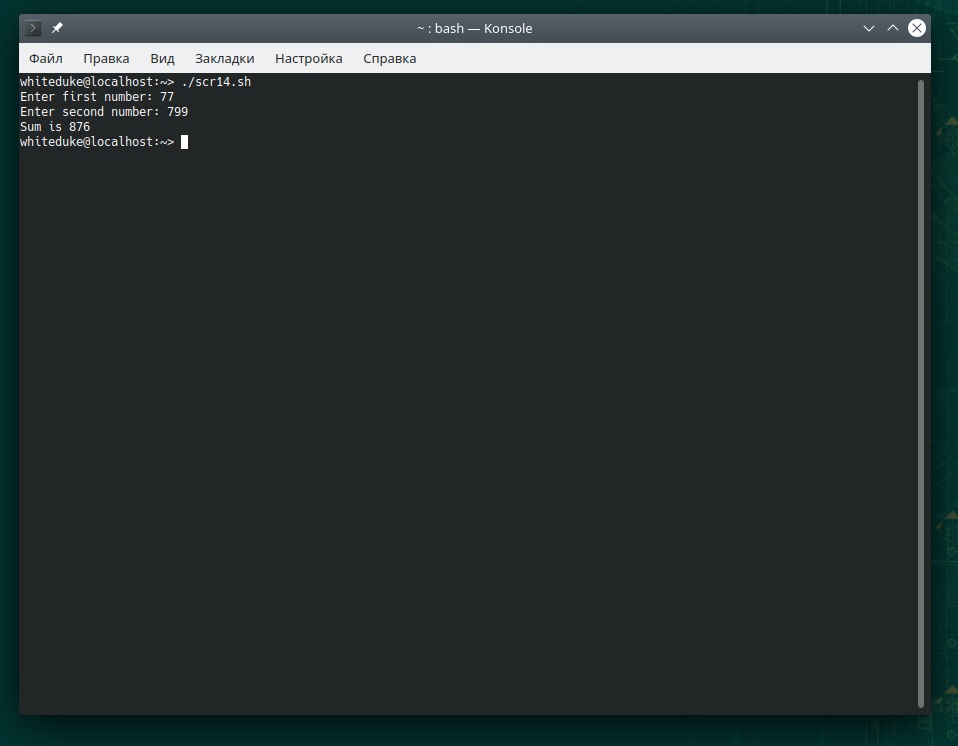 ~ : bash — Konsole
Файл Правка Вид Закладки Настройка Справка
whiteduke@localhost:~> ./scr14.sh
Enter first number: 77
Enter second number: 799
Sum is 876
whiteduke@localhost:~>